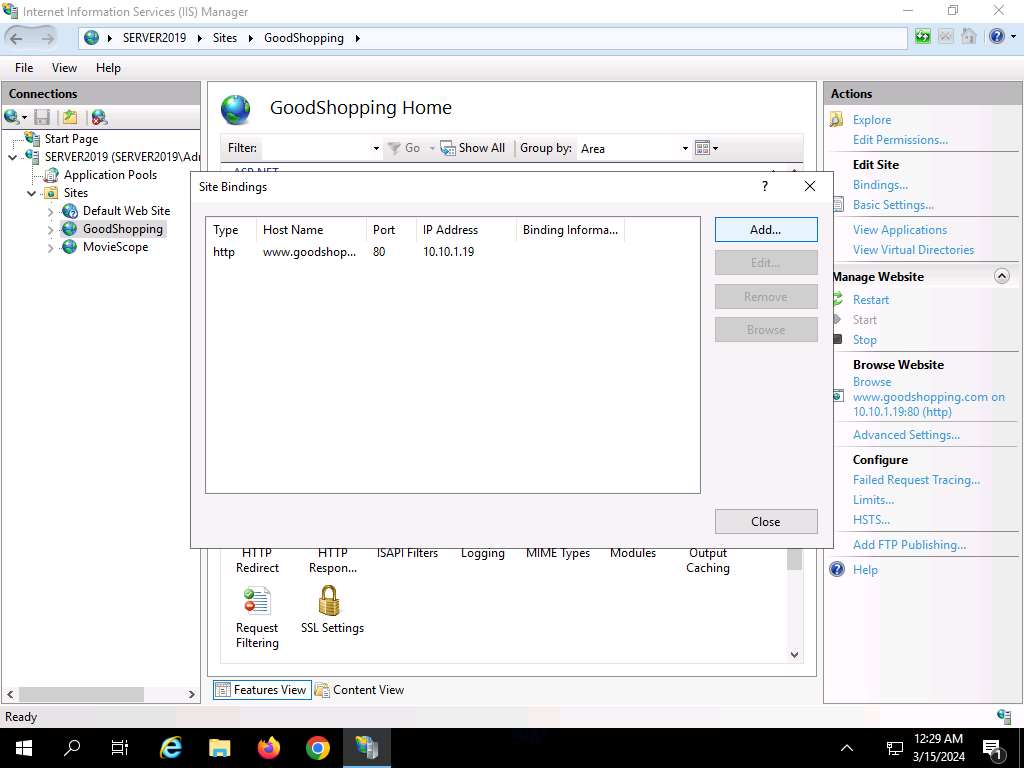 Internet Information Services (IIS) Manager
SERVER2019 Sites GoodShopping
File View Help
Connections
Start Page
SERVER2019 (SERVER2019\Adi
Application Pools
Sites
Default Web Site
GoodShopping
MovieScope
GoodShopping Home
Filter: Go Show All Group by: Area
ASP.NET
Site Bindings
?
Type Host Name Port IP Address Binding Informa...
http www.goodshop... 80 10.10.1.19
Add...
Edit...
Remove
Browse
Close
HTTP Redirect
HTTP Respon...
ISAPI Filters
Logging
MIME Types
Modules
Output Caching
Request Filtering
SSL Settings
Features View Content View
Actions
Explore
Edit Permissions...
Edit Site
Bindings...
Basic Settings...
View Applications
View Virtual Directories
Manage Website
Restart
Start
Stop
Browse Website
Browse
www.goodshopping.com on
10.10.1.19:80 (http)
Advanced Settings...
Configure
Failed Request Tracing...
Limits...
HSTS...
Add FTP Publishing...
Help
Ready
12:29 AM
3/15/2024
1